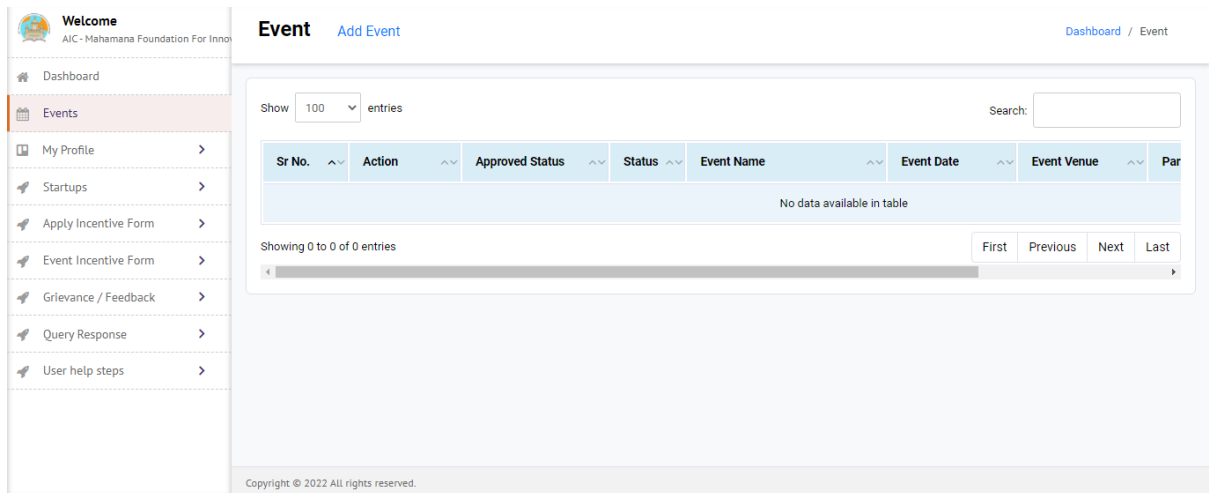 Welcome
AIC - Mahamana Foundation For Innov
Dashboard
Events
My Profile
Startups
Apply Incentive Form
Event Incentive Form
Grievance / Feedback
Query Response
User help steps
Event Add Event
Dashboard / Event
Show 100 entries
Search:
Sr No. Action Approved Status Status Event Name Event Date Event Venue Par
No data available in table
Showing 0 to 0 of 0 entries
First Previous Next Last
Copyright © 2022 All rights reserved.